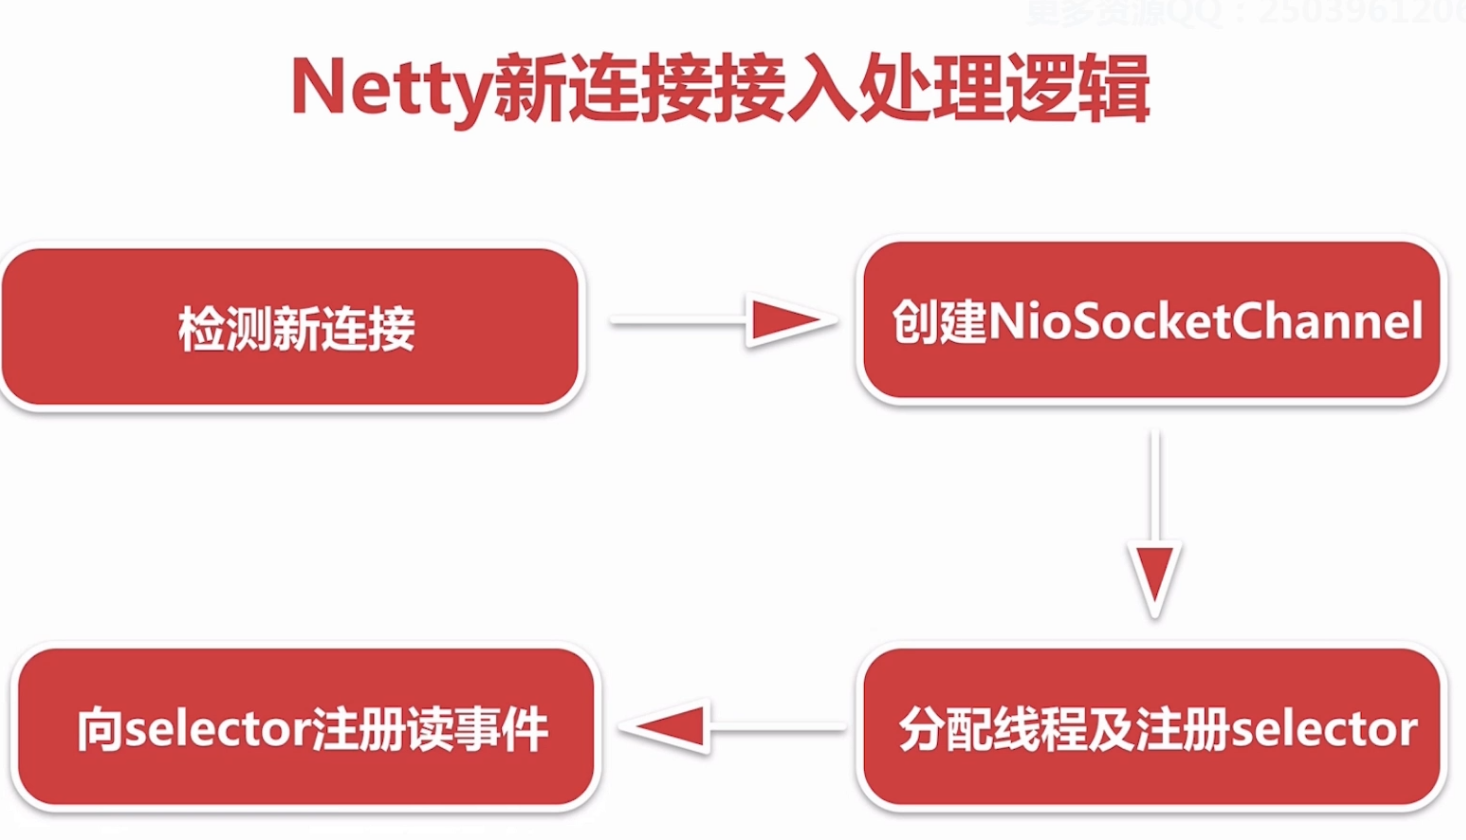 更多资源QQ：2503961206
Netty新连接接入处理逻辑
检测新连接
创建NioSocketChannel
分配线程及注册selector
向selector注册读事件